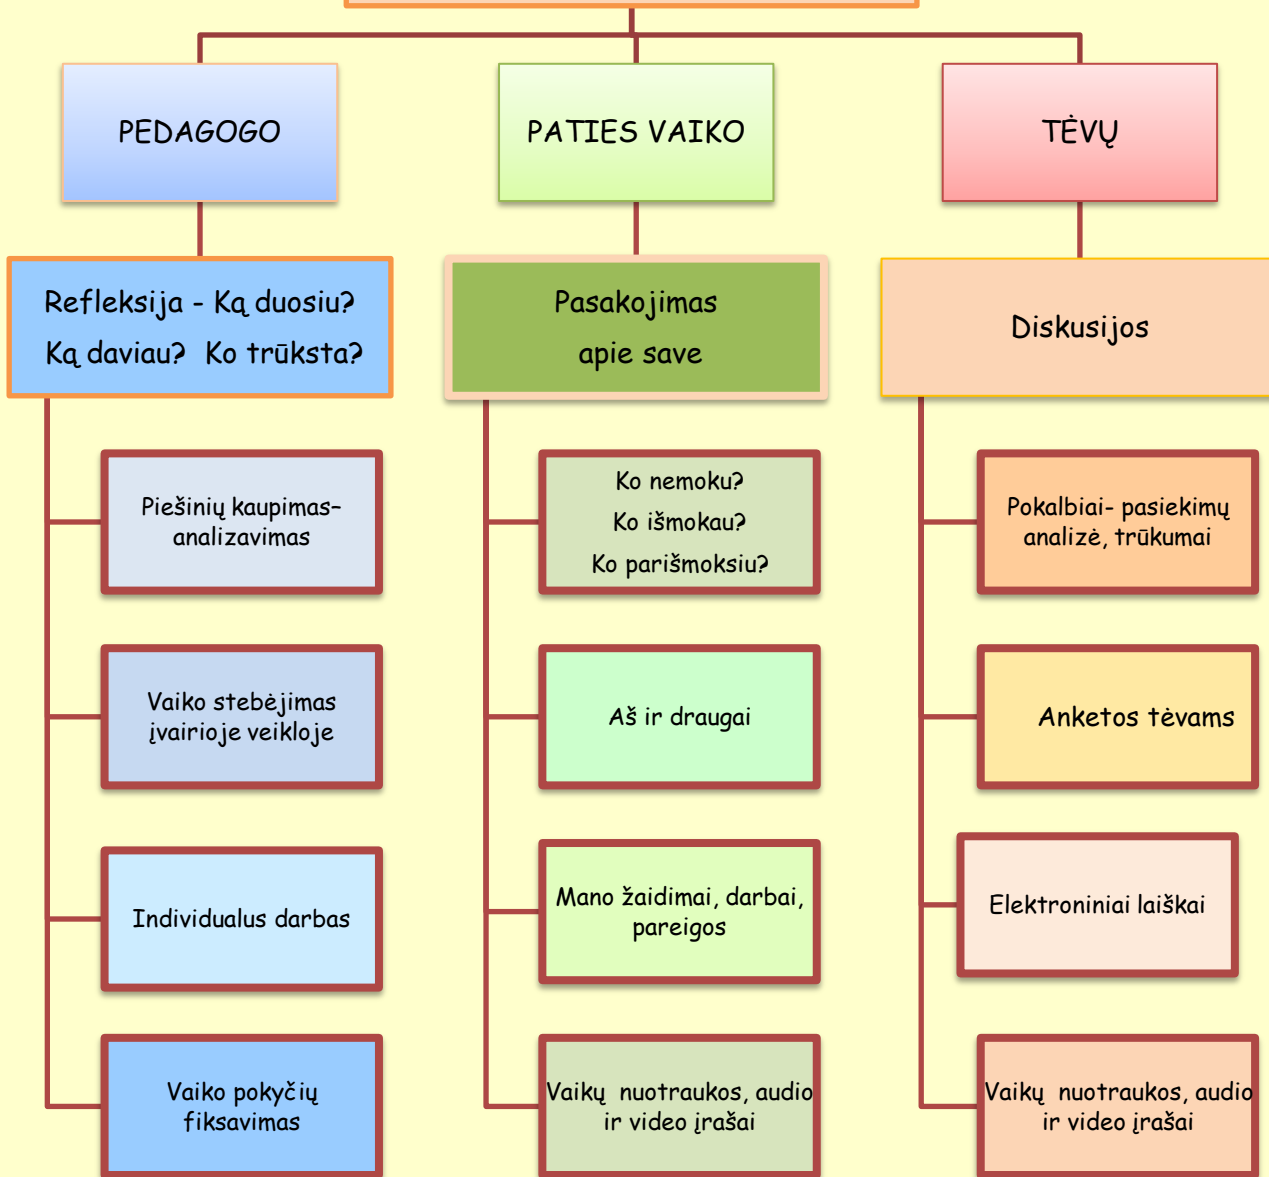 PEDAGOGO
PATIES VAIKO
TĖVŲ
Refleksija - Ką duosiu?
Ką daviau? Ko trūksta?
Pasakojimas
apie save
Diskusijos
Piešinių kaupimas–
analizavimas
Ko nemoku?
Ko išmokau?
Ko parišmoksiu?
Pokalbiai- pasiekimų
analizė, trūkumai
Vaiko stebėjimas
įvairioje veikloje
Aš ir draugai
Anketos tėvams
Individualus darbas
Mano žaidimai, darbai,
pareigos
Elektroniniai laiškai
Vaiko pokyčių
fiksavimas
Vaikų nuotraukos, audio
ir video įrašai
Vaikų nuotraukos, audio
ir video įrašai